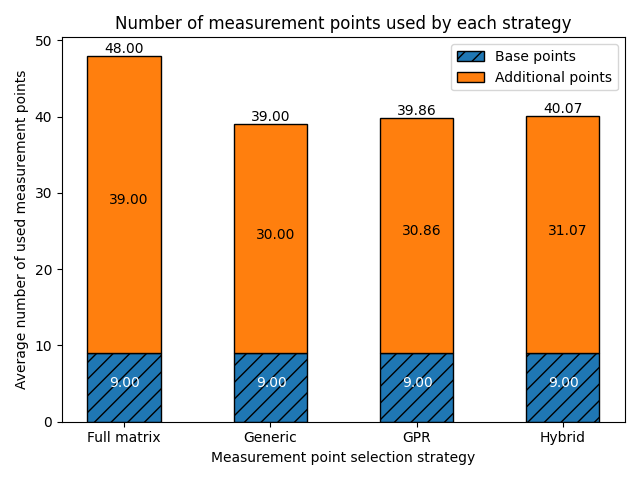 Number of measurement points used by each strategy
Average number of used measurement points
50
40
30
20
10
0
Base points
Additional points
48.00
39.00
39.86
40.07
39.00
30.00
30.86
31.07
9.00
9.00
9.00
9.00
Full matrix
Generic
GPR
Hybrid
Measurement point selection strategy